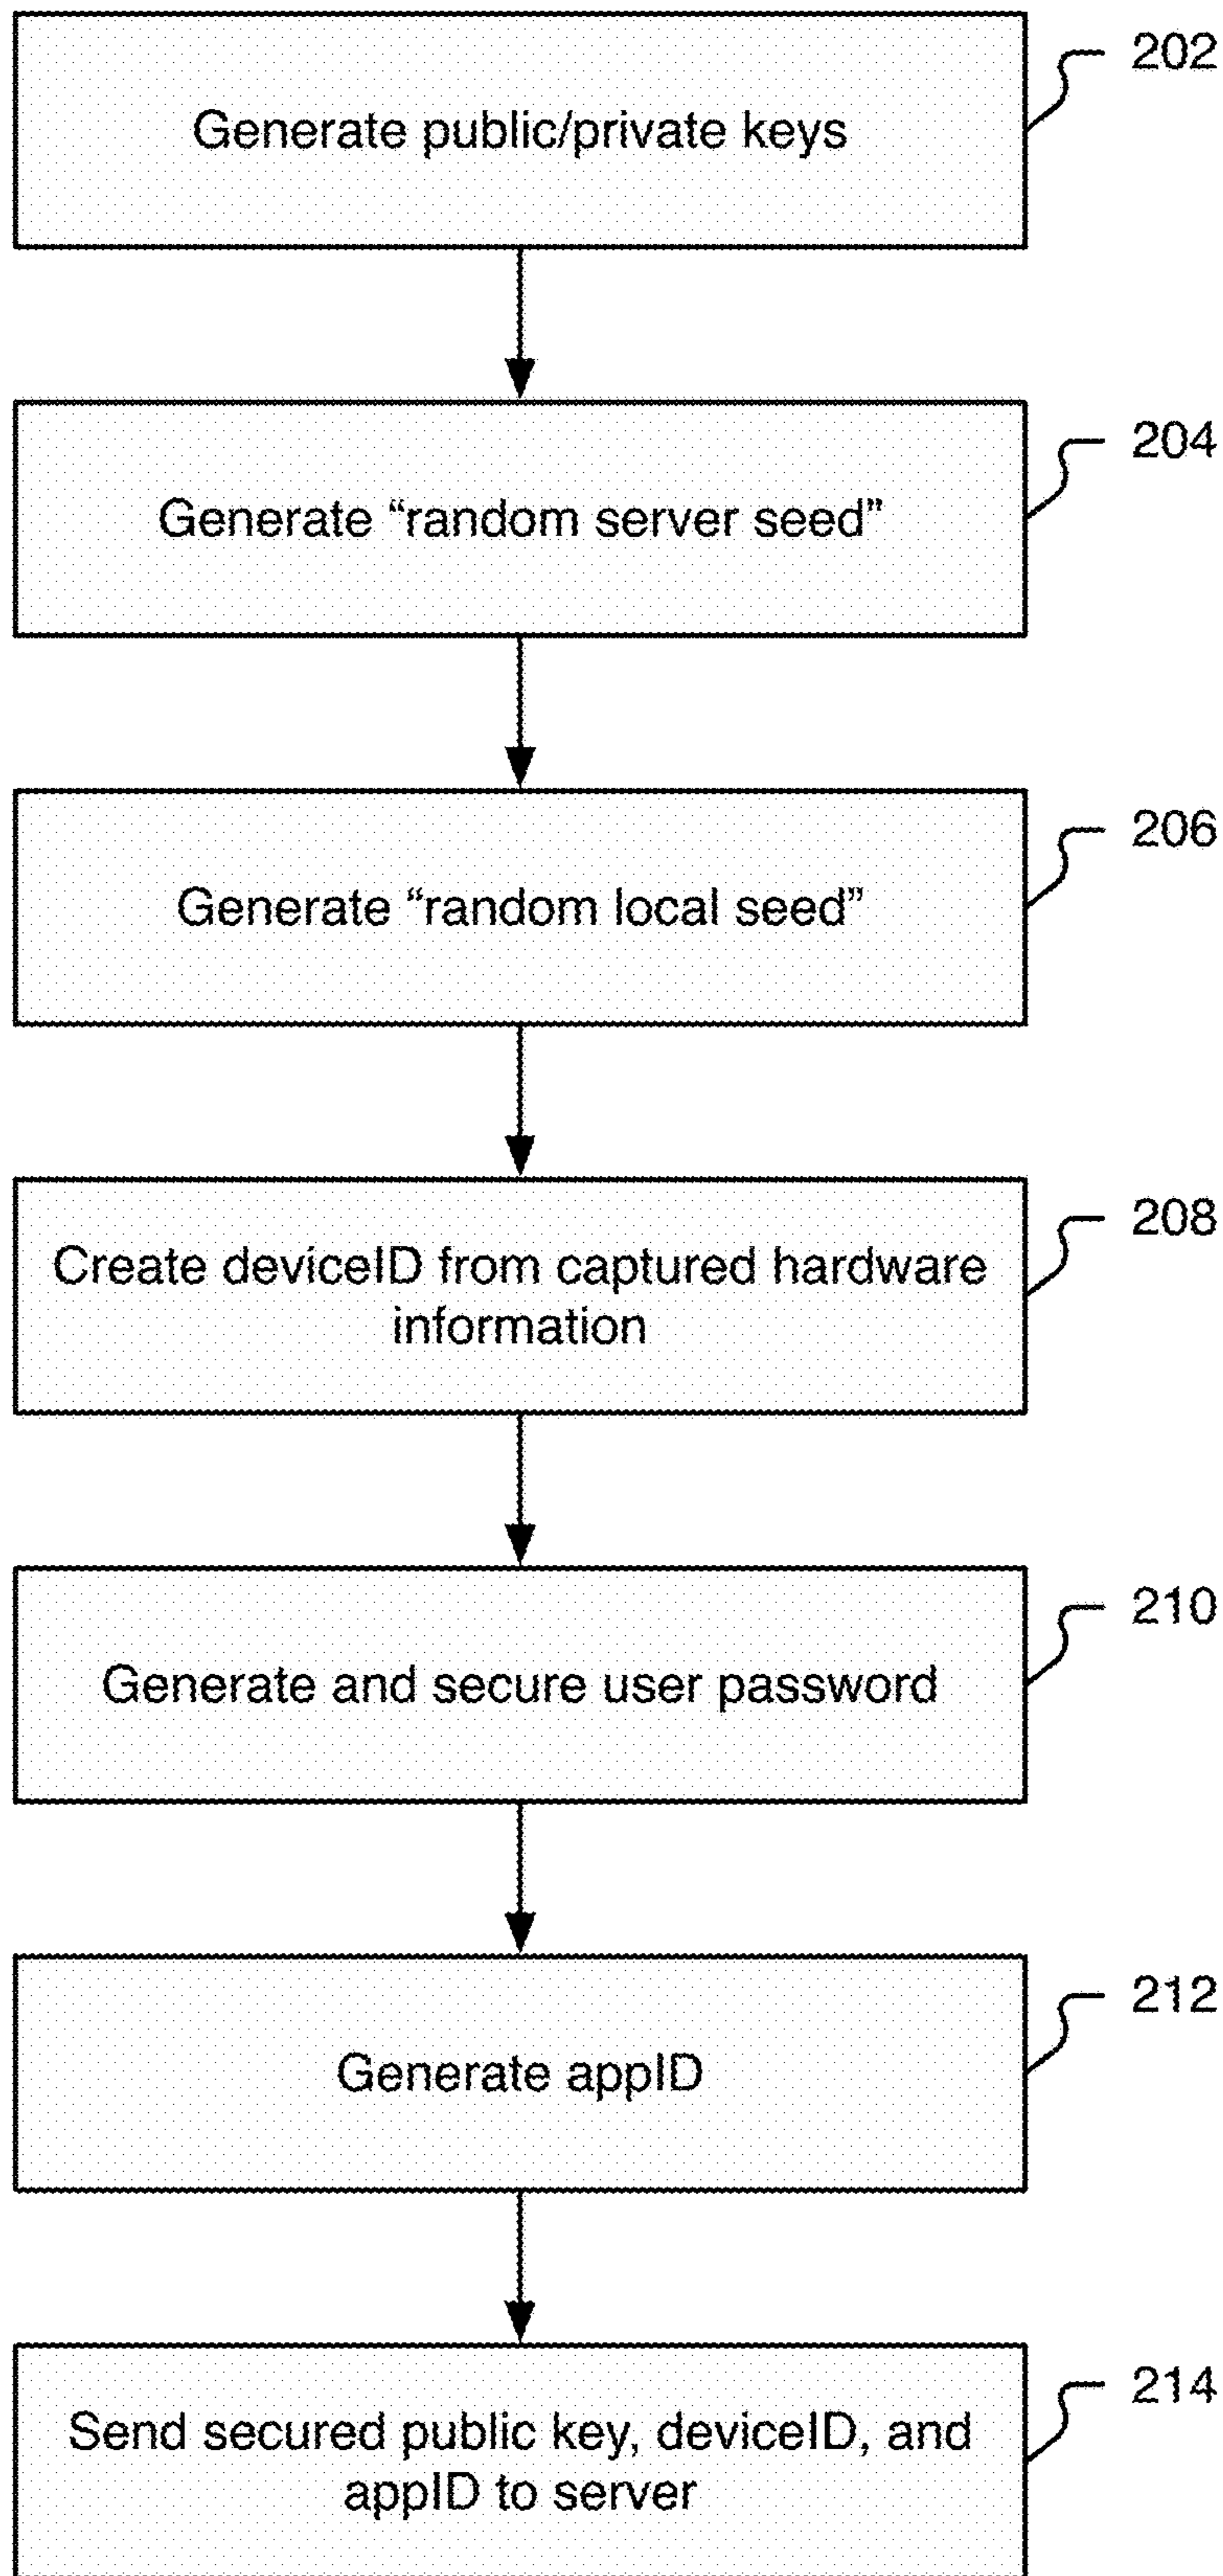 202
Generate public/private keys
204
Generate “random server seed”
206
Generate “random local seed”
208
Create deviceID from captured hardware
information
210
Generate and secure user password
212
Generate appID
214
Send secured public key, deviceID, and
appID to server